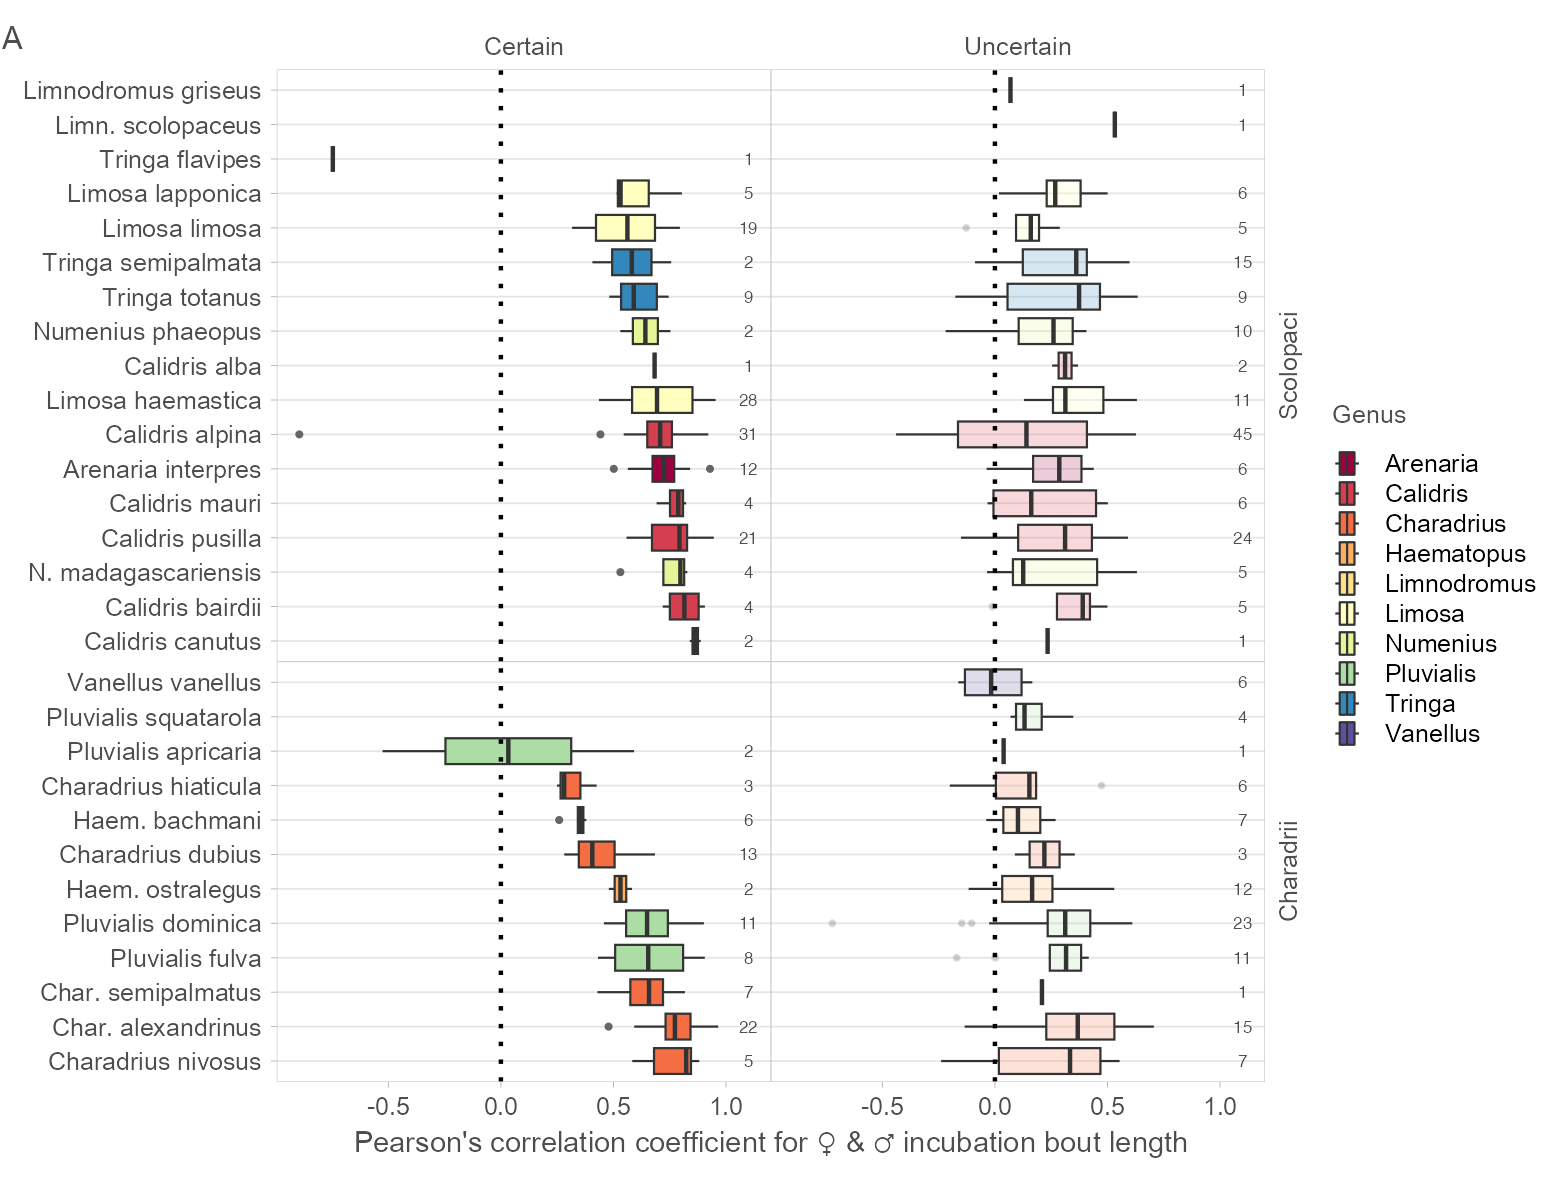 A
Certain
Uncertain
Limnodromus griseus 1
Limn. scolopaceus 1
Tringa flavipes 1
Limosa lapponica 5 6
Limosa limosa 19 5
Tringa semipalmata 2 15
Tringa totanus 9 9
Numenius phaeopus 2 10
Calidris alba 1 2
Limosa haemastica 28 11
Calidris alpina 31 45
Arenaria interpres 12 6
Calidris mauri 4 6
Calidris pusilla 21 24
N. madagascariensis 4 5
Calidris bairdii 4 5
Calidris canutus 2 1
Scolopaci
Vanellus vanellus 6
Pluvialis squatarola 4
Pluvialis apricaria 2 1
Charadrius hiaticula 3 6
Haem. bachmani 6 7
Charadrius dubius 13 3
Haem. ostralegus 2 12
Pluvialis dominica 11 23
Pluvialis fulva 8 11
Char. semipalmatus 7 1
Char. alexandrinus 22 15
Charadrius nivosus 5 7
Charadrii
-0.5 0.0 0.5 1.0 -0.5 0.0 0.5 1.0
Pearson's correlation coefficient for ♀ & ♂ incubation bout length
Genus
Arenaria
Calidris
Charadrius
Haematopus
Limnodromus
Limosa
Numenius
Pluvialis
Tringa
Vanellus